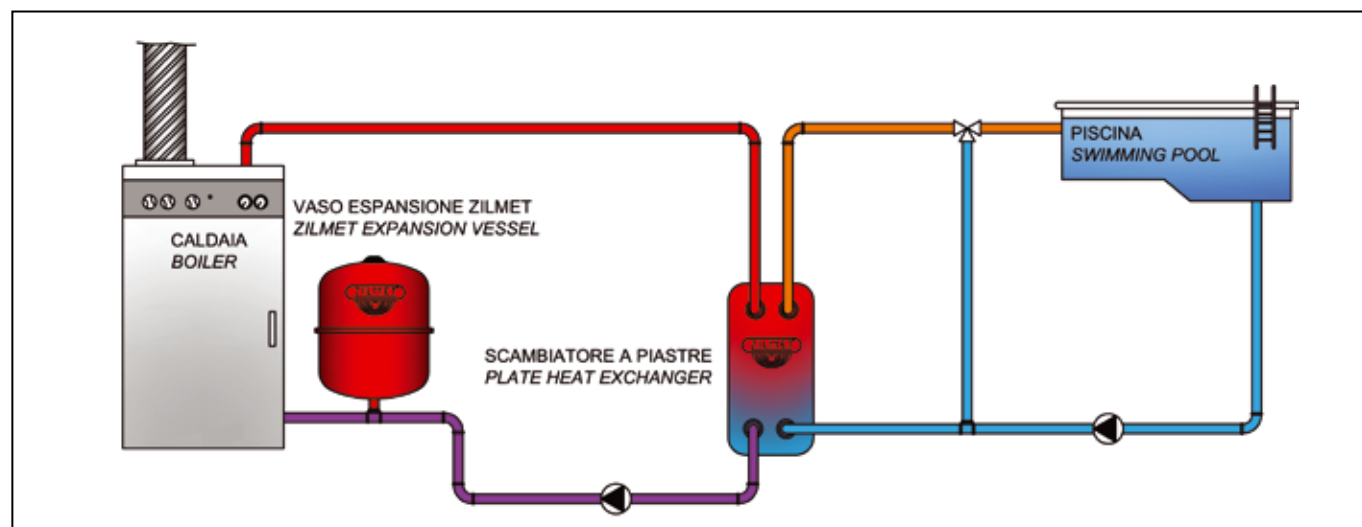 VASO ESPANSIONE ZILMET
ZILMET EXPANSION VESSEL
CALDAIA
BOILER
SCAMBIATORE A PIASTRE
PLATE HEAT EXCHANGER
PISCINA
SWIMMING POOL